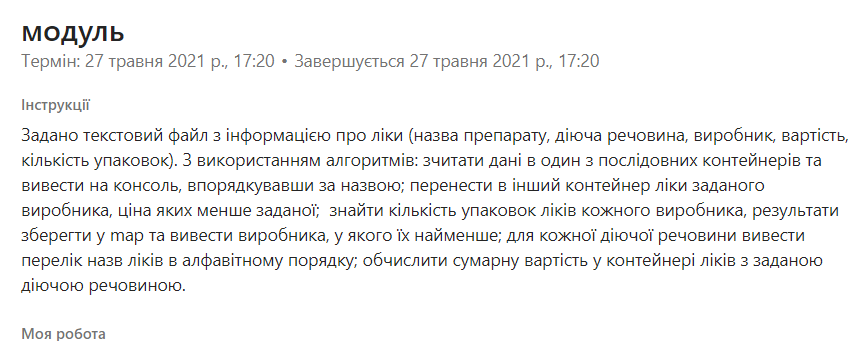 модуль
Термін: 27 травня 2021 р., 17:20 • Завершується 27 травня 2021 р., 17:20
Інструкції
Задано текстовий файл з інформацією про ліки (назва препарату, діюча речовина, виробник, вартість,
кількість упаковок). З використанням алгоритмів: зчитати дані в один з послідовних контейнерів та
вивести на консоль, впорядкувавши за назвою; перенести в інший контейнер ліки заданого
виробника, ціна яких менше заданої;  знайти кількість упаковок ліків кожного виробника, результати
зберегти у map та вивести виробника, у якого їх найменше; для кожної діючої речовини вивести
перелік назв ліків в алфавітному порядку; обчислити сумарну вартість у контейнері ліків з заданою
діючою речовиною.
Моя робота